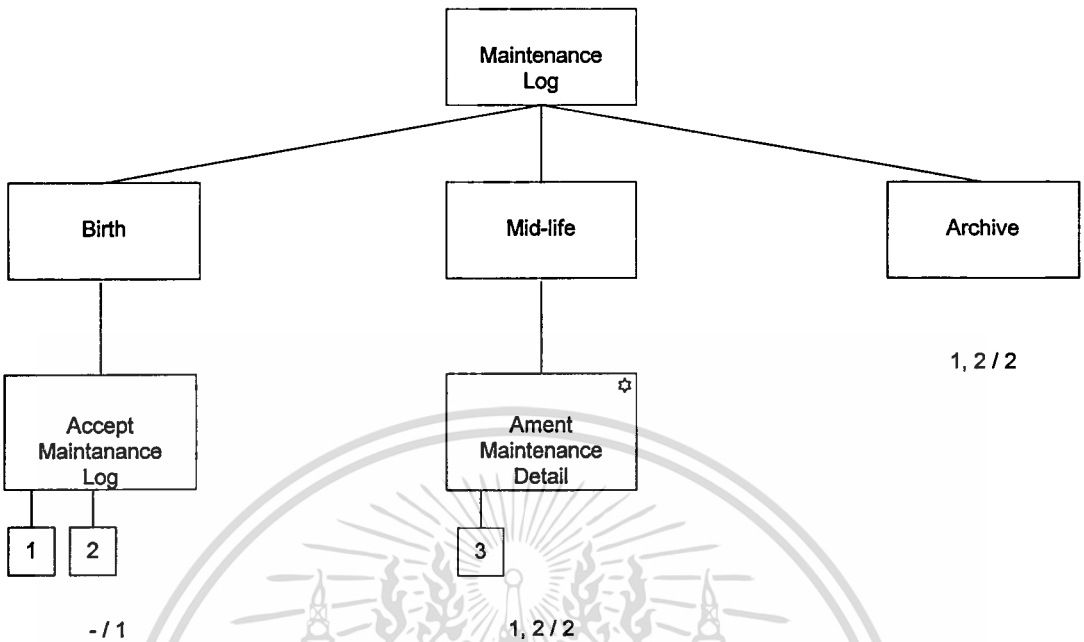 Maintenance
Log
Birth
Mid-life
Archive
1, 2 / 2
Accept
Maintanance
Log
Ament
Maintenance
Detail
1
2
3
- / 1
1, 2 / 2